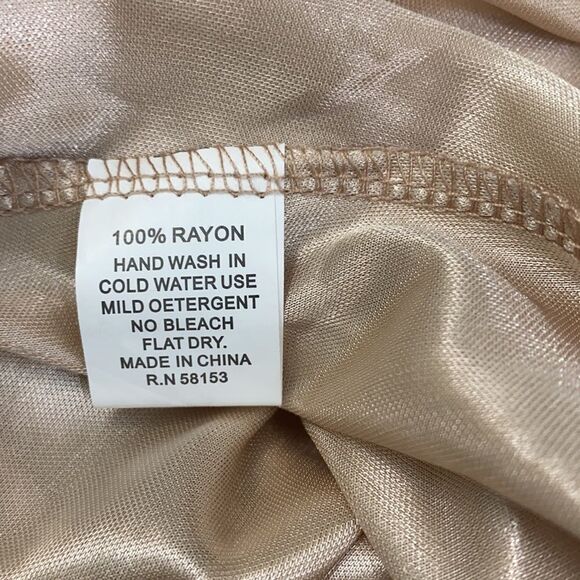 100% RAYON
HAND WASH IN
COLD WATER USE
MILD OETERGENT
NO BLEACH
FLAT DRY.
MADE IN CHINA
R.N 58153